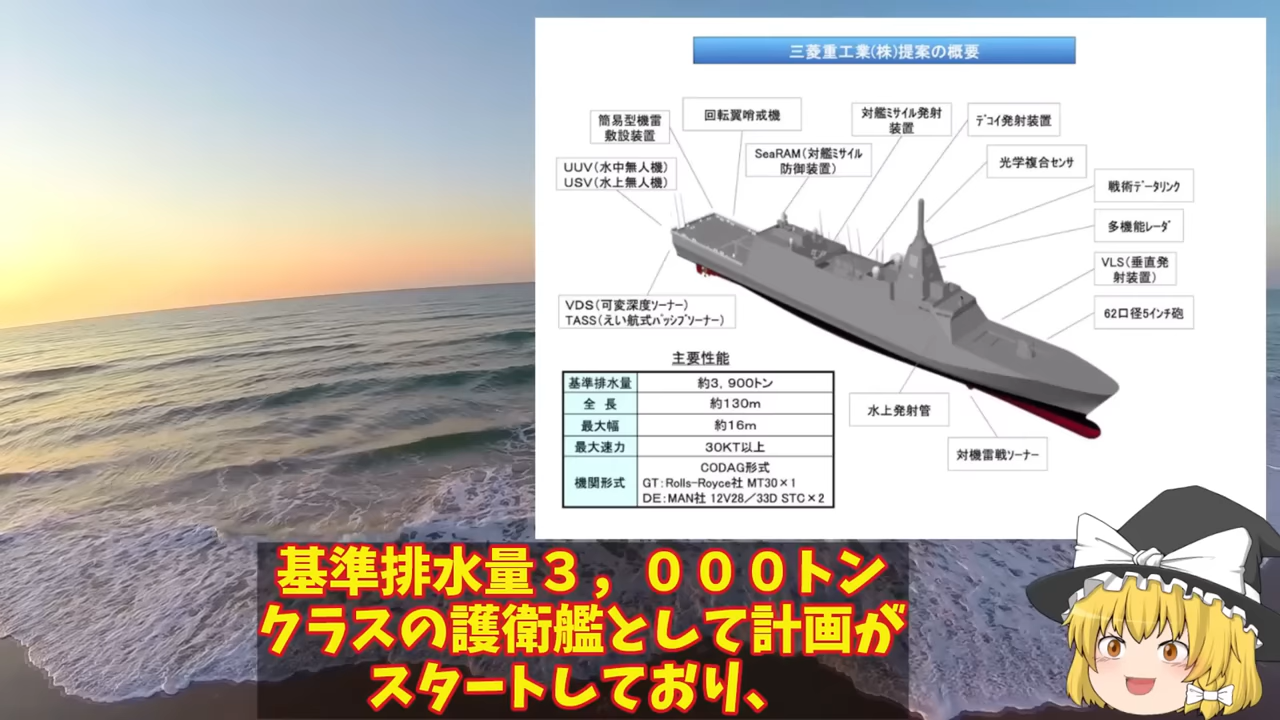 三菱重工業(株)提案の概要
簡易型機雷
敷設装置
回転翼哨戒機
対艦ミサイル発射
装置
デコイ発射装置
UUV(水中無人機)
USV(水上無人機)
SeaRAM(対艦ミサイル
防御装置)
光学複合センサ
戦術データリンク
多機能レーダ
VLS(垂直発
射装置)
62口径5インチ砲
VDS(可変深度ソーナー)
TASS(えい航式パッシブソーナー)
水上発射管
対機雷戦ソーナー
主要性能
基準排水量 約3,900トン
全 長 約130m
最大幅 約16m
最大速力 30KT以上
機関形式 CODAG形式
GT:Rolls-Royce社 MT30×1
DE:MAN社 12V28/33D STC×2
基準排水量3,000トン
クラスの護衛艦として計画が
スタートしており、